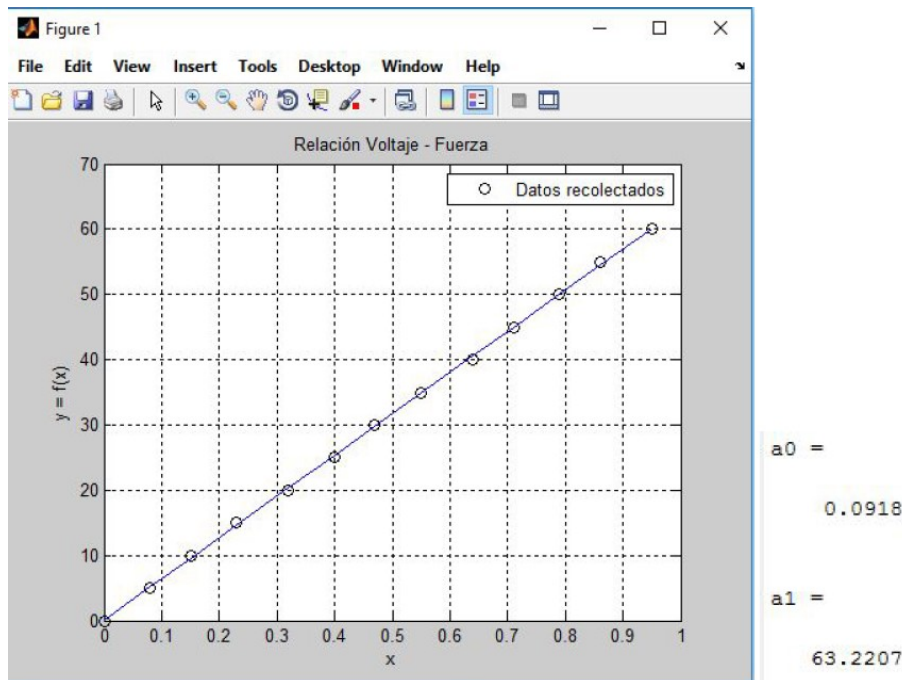 Figure 1
File Edit View Insert Tools Desktop Window Help
Relación Voltaje - Fuerza
Datos recolectados
70
60
50
40
30
20
10
0
y = f(x)
0 0.1 0.2 0.3 0.4 0.5 0.6 0.7 0.8 0.9 1
x
a0 =
0.0918
a1 =
63.2207